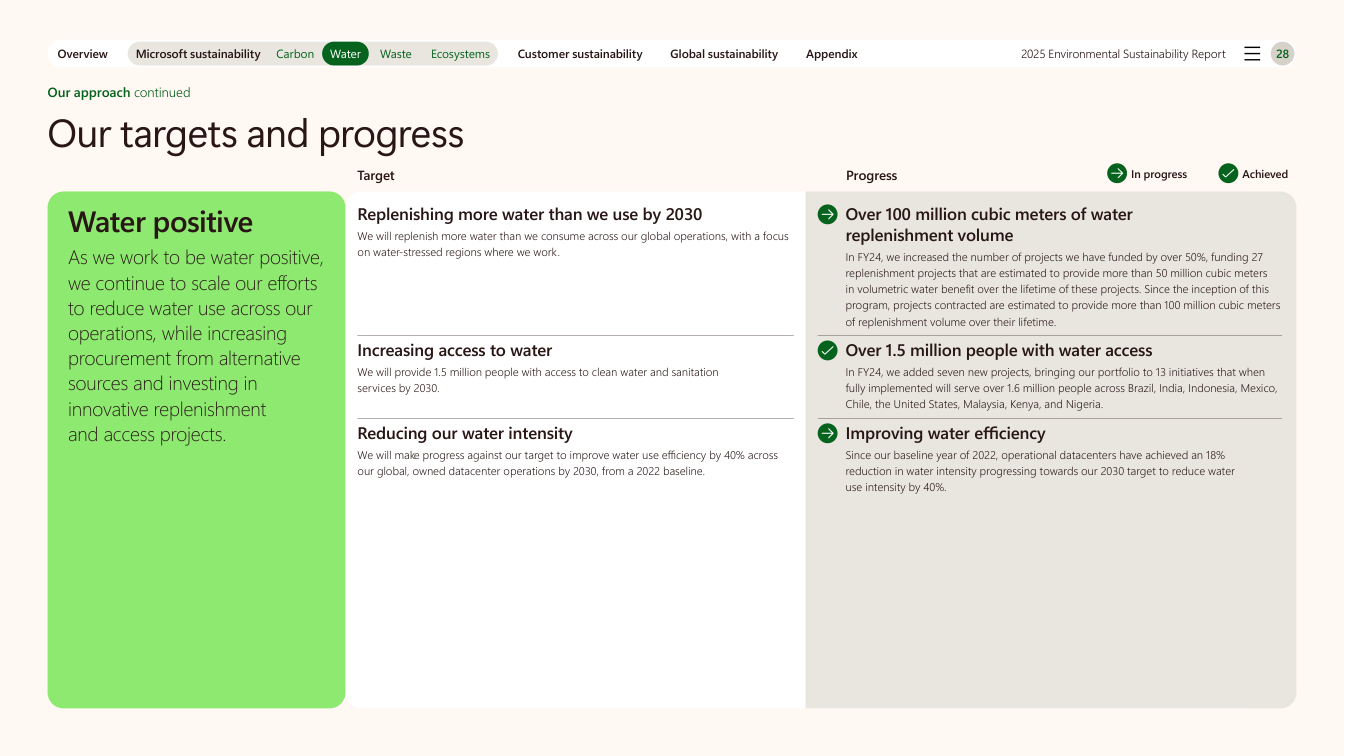 Overview
Microsoft sustainability
Carbon
Water
Waste
Ecosystems
Customer sustainability
Global sustainability
Appendix
2025 Environmental Sustainability Report
28
Our approach continued
Our targets and progress
Target
Progress
In progress
Achieved
Water positive
As we work to be water positive,
we continue to scale our efforts
to reduce water use across our
operations, while increasing
procurement from alternative
sources and investing in
innovative replenishment
and access projects.
Replenishing more water than we use by 2030
We will replenish more water than we consume across our global operations, with a focus
on water-stressed regions where we work.
Over 100 million cubic meters of water
replenishment volume
In FY24, we increased the number of projects we have funded by over 50%, funding 27
replenishment projects that are estimated to provide more than 50 million cubic meters
in volumetric water benefit over the lifetime of these projects. Since the inception of this
program, projects contracted are estimated to provide more than 100 million cubic meters
of replenishment volume over their lifetime.
Increasing access to water
We will provide 1.5 million people with access to clean water and sanitation
services by 2030.
Over 1.5 million people with water access
In FY24, we added seven new projects, bringing our portfolio to 13 initiatives that when
fully implemented will serve over 1.6 million people across Brazil, India, Indonesia, Mexico,
Chile, the United States, Malaysia, Kenya, and Nigeria.
Reducing our water intensity
We will make progress against our target to improve water use efficiency by 40% across
our global, owned datacenter operations by 2030, from a 2022 baseline.
Improving water efficiency
Since our baseline year of 2022, operational datacenters have achieved an 18%
reduction in water intensity progressing towards our 2030 target to reduce water
use intensity by 40%.